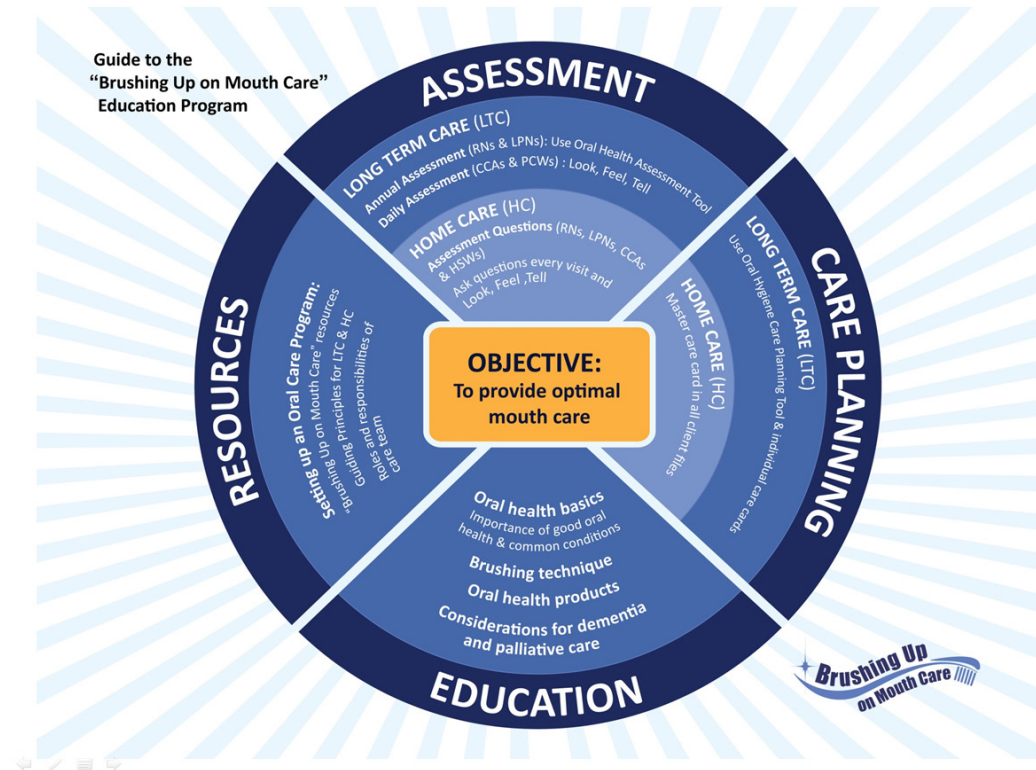 Guide to the
“Brushing Up on Mouth Care”
Education Program
ASSESSMENT
LONG TERM CARE (LTC)
Annual Assessment (RNs & LPNs): Use Oral Health Assessment Tool
Daily Assessment (CCAs & PCWs) : Look, Feel, Tell
HOME CARE (HC)
Assessment Questions (RNs, LPNs, CCAs
& HSWs)
Ask questions every visit and
Look, Feel ,Tell
CARE PLANNING
LONG TERM CARE (LTC)
Use Oral Hygiene Care Planning Tool & individual care cards
HOME CARE (HC)
Master care card in all client files
OBJECTIVE:
To provide optimal
mouth care
RESOURCES
Setting up an Oral Care Program:
“Brushing Up on Mouth Care” resources
Guiding Principles for LTC & HC
Roles and responsibilities of
care team
Oral health basics
Importance of good oral
health & common conditions
Brushing technique
Oral health products
Considerations for dementia
and palliative care
EDUCATION
Brushing Up
on Mouth Care